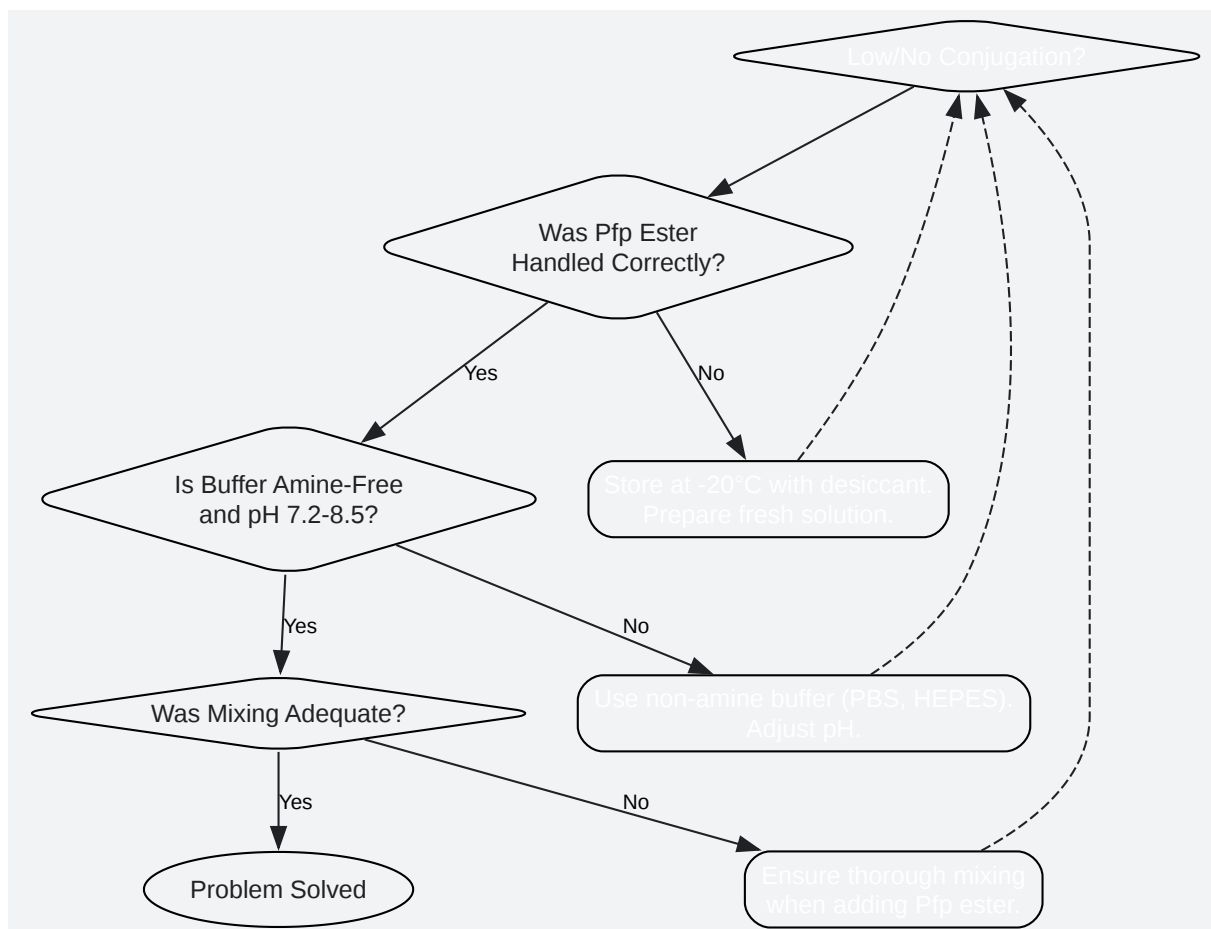 Low/No Conjugation?
Was Pfp Ester
Handled Correctly?
Yes
No
Is Buffer Amine-Free
and pH 7.2-8.5?
Store at -20°C with desiccant.
Prepare fresh solution.
Yes
No
Was Mixing Adequate?
Use non-amine buffer (PBS, HEPES).
Adjust pH.
Yes
No
Problem Solved
Ensure thorough mixing
when adding Pfp ester.